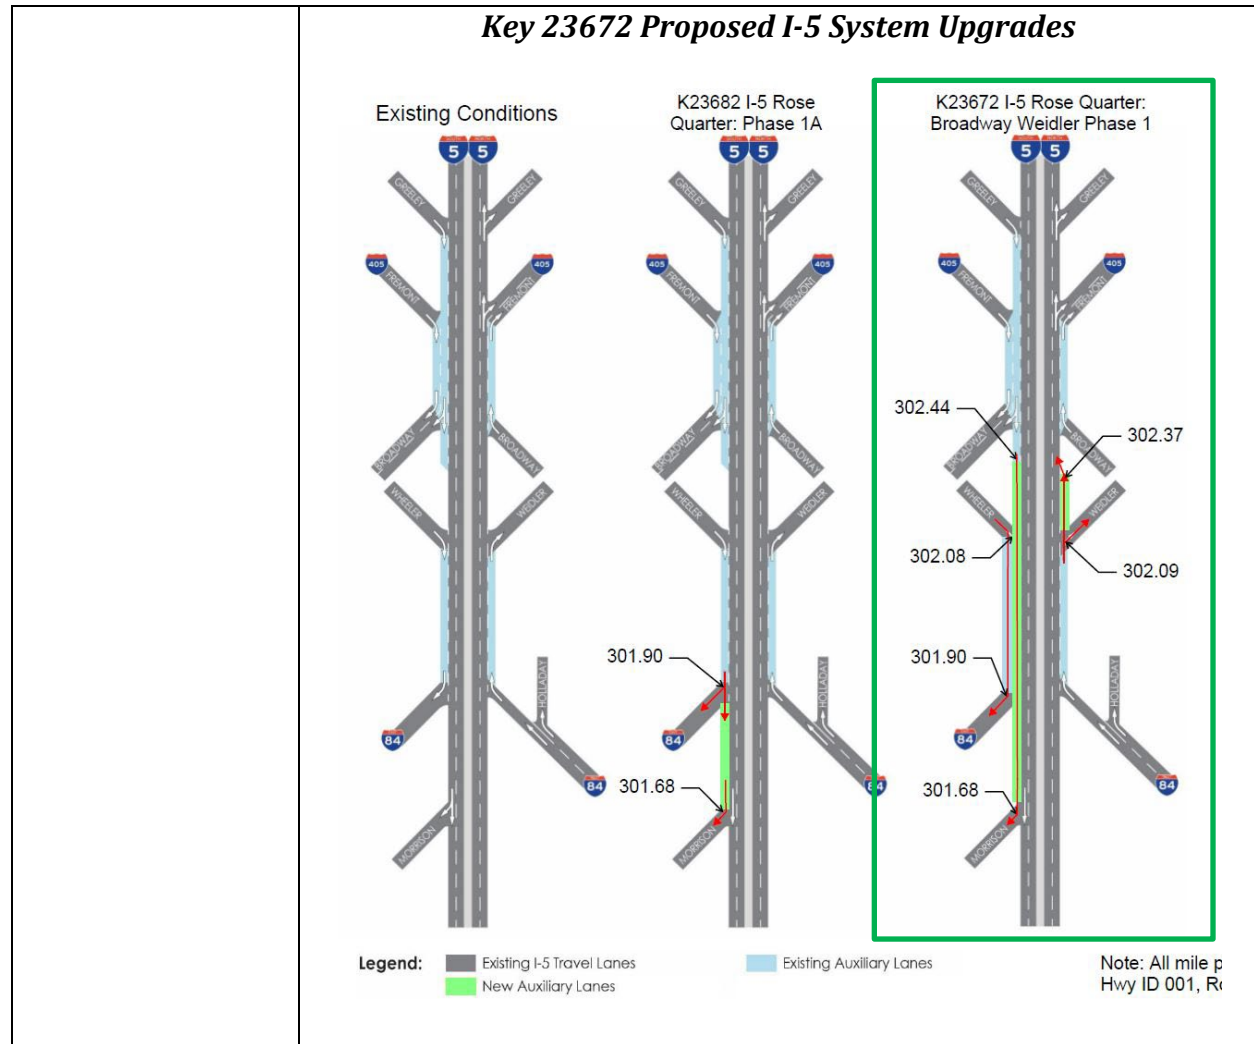 Key 23672 Proposed I-5 System Upgrades
Existing Conditions
5 5
GREELEY
GREELEY
405
405
FREMONT
FREMONT
BROADWAY
BROADWAY
WHEELER
WEIDLER
HOLLADAY
84
84
MORRISON
K23682 I-5 Rose
Quarter: Phase 1A
5 5
GREELEY
GREELEY
405
405
FREMONT
FREMONT
BROADWAY
BROADWAY
WHEELER
WEIDLER
301.90
HOLLADAY
84
84
301.68
MORRISON
K23672 I-5 Rose Quarter:
Broadway Weidler Phase 1
5 5
GREELEY
GREELEY
405
405
FREMONT
FREMONT
302.44
302.37
BROADWAY
BROADWAY
WHEELER
WEIDLER
302.08
302.09
301.90
HOLLADAY
84
84
301.68
MORRISON
Legend:
Existing I-5 Travel Lanes
Existing Auxiliary Lanes
New Auxiliary Lanes
Note: All mile p
Hwy ID 001, R